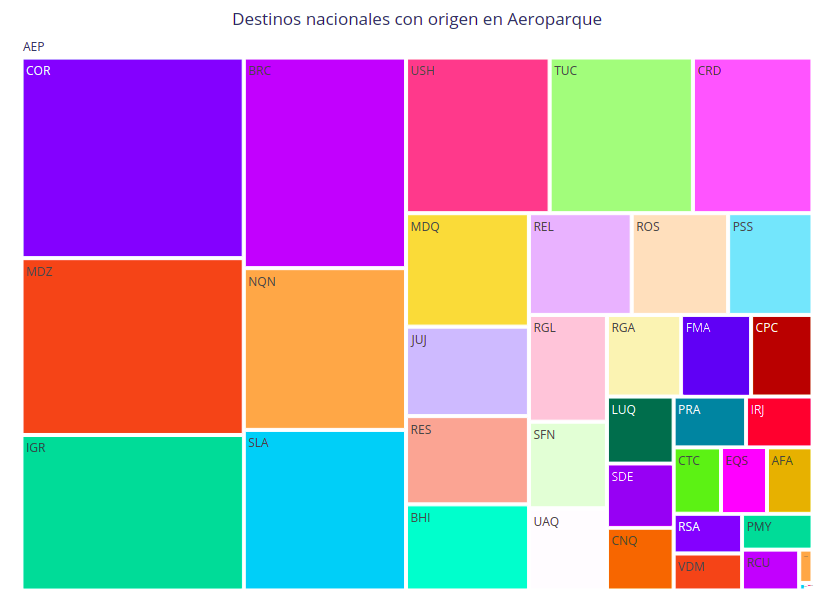 Destinos nacionales con origen en Aeroparque
AEP
COR
BRC
USH
TUC
CRD
MDZ
NQN
MDQ
REL
ROS
PSS
IGR
SLA
JUJ
RES
BHI
RGL
SFN
UAQ
RGA
FMA
CPC
LUQ
PRA
IRJ
SDE
CTC
EQS
AFA
CNQ
RSA
PMY
VDM
RCU